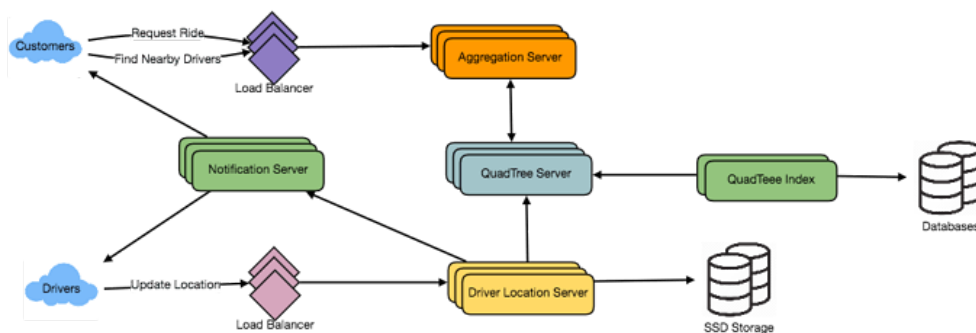 Customers
Request Ride
Find Nearby Drivers
Load Balancer
Aggregation Server
Notification Server
QuadTree Server
QuadTeee Index
Databases
Drivers
Update Location
Load Balancer
Driver Location Server
SSD Storage